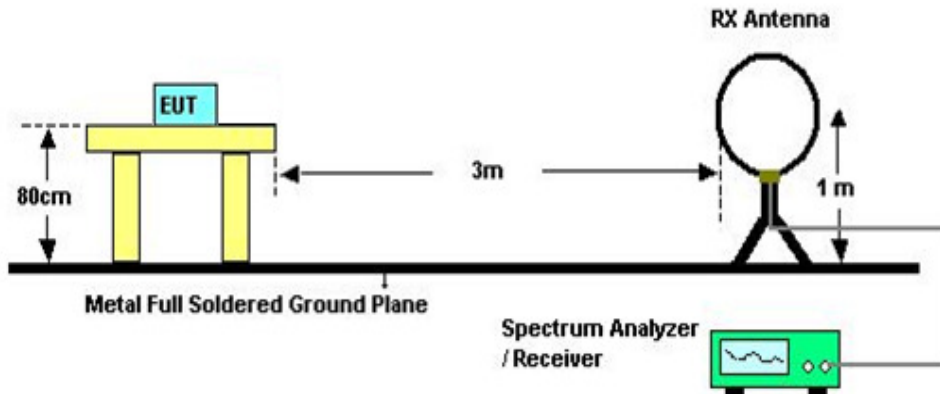 RX Antenna
EUT
80cm
3m
1 m
Metal Full Soldered Ground Plane
Spectrum Analyzer
/ Receiver